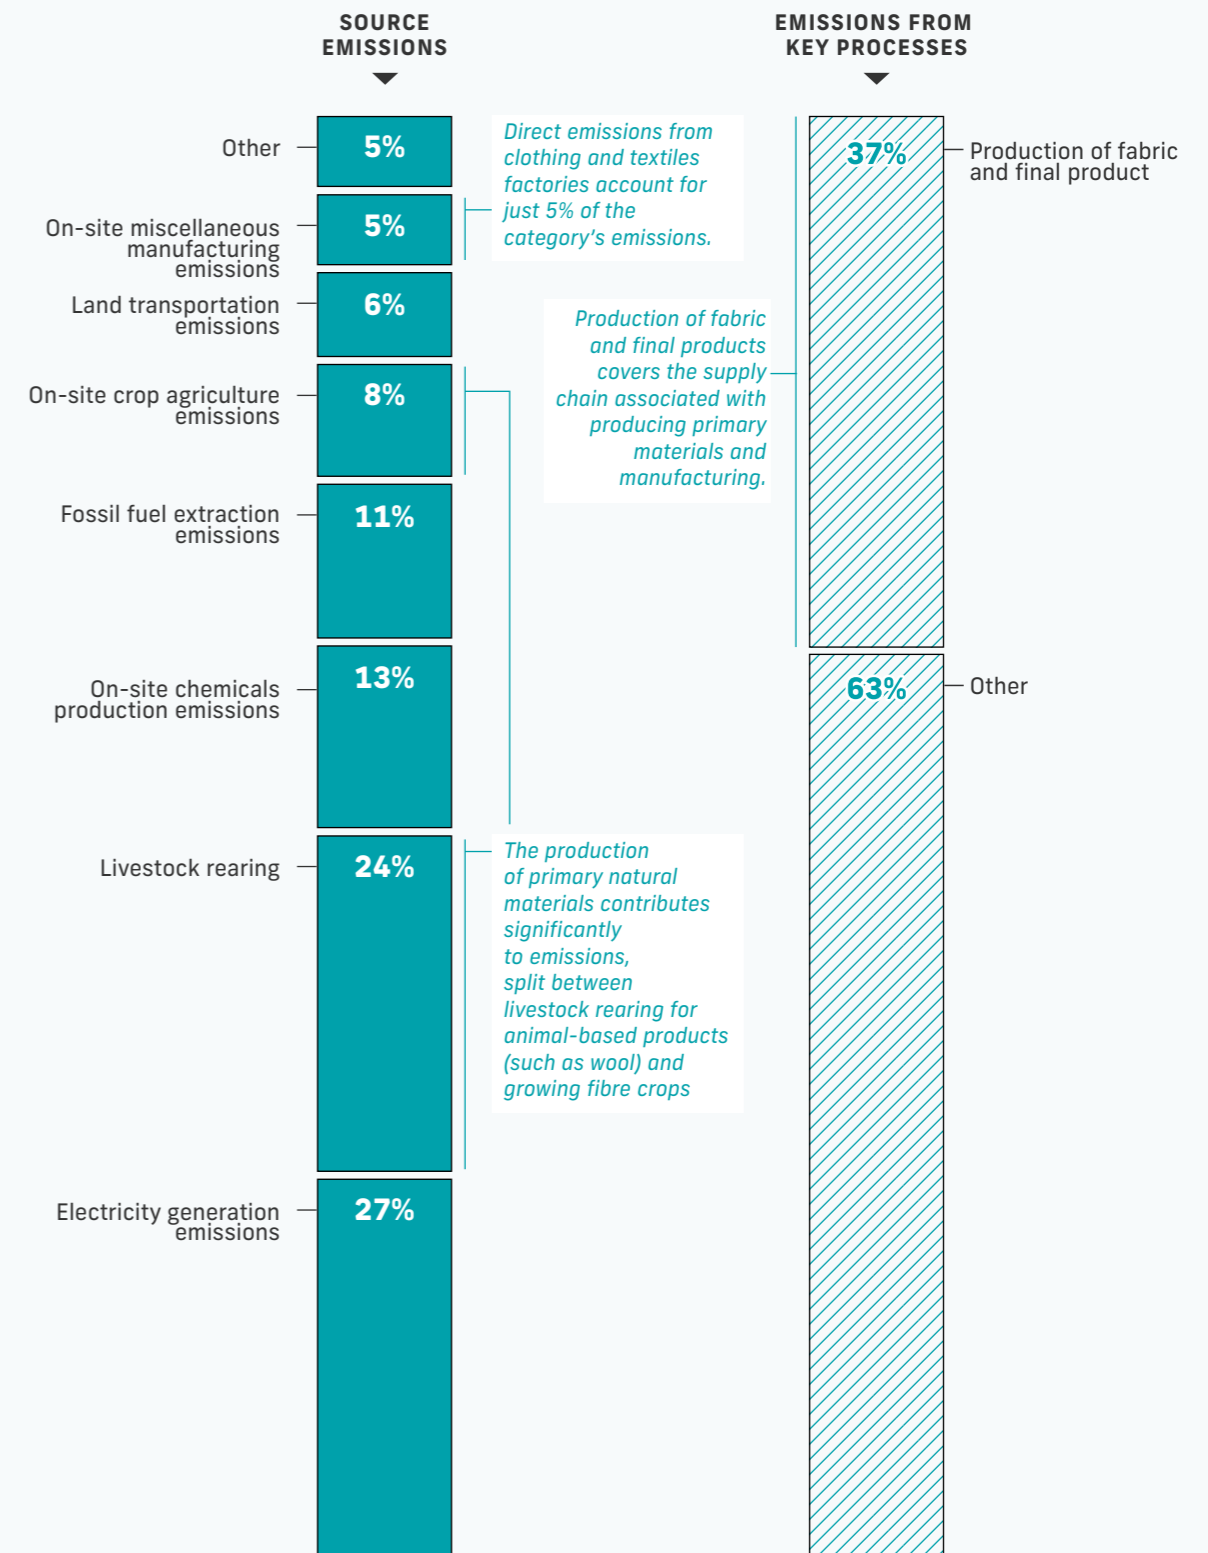 SOURCE
EMISSIONS
Other
5%
On-site miscellaneous
manufacturing
emissions
5%
Land transportation
emissions
6%
On-site crop agriculture
emissions
8%
Fossil fuel extraction
emissions
11%
On-site chemicals
production emissions
13%
Livestock rearing
24%
Electricity generation
emissions
27%
Direct emissions from
clothing and textiles
factories account for
just 5% of the
category's emissions.
The production
of primary natural
materials contributes
significantly
to emissions,
split between
livestock rearing for
animal-based products
(such as wool) and
growing fibre crops
EMISSIONS FROM
KEY PROCESSES
37%
Production of fabric
and final product
Production of fabric
and final products
covers the supply
chain associated with
producing primary
materials and
manufacturing.
63%
Other